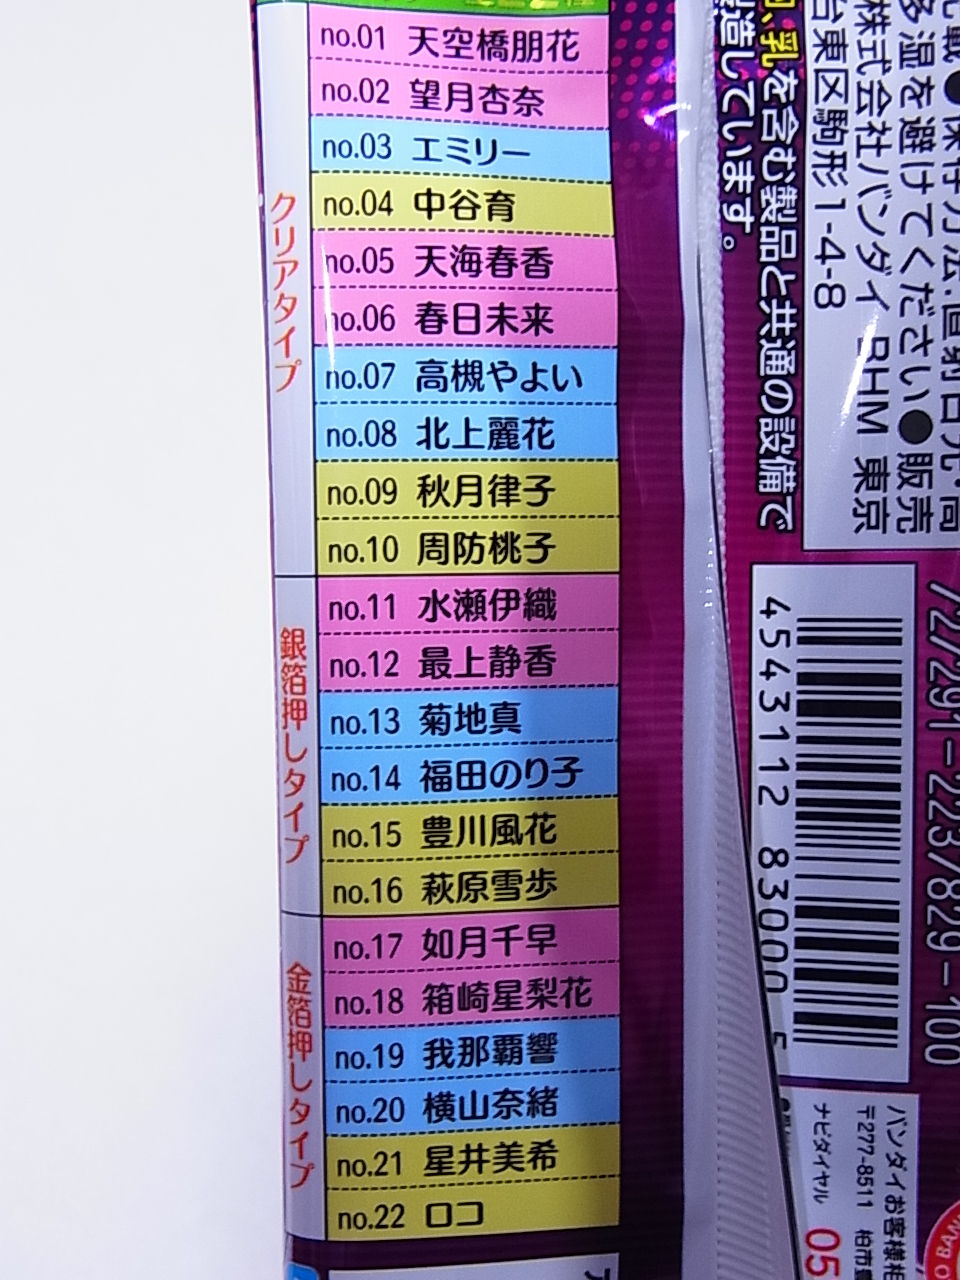 no.01 天空橋朋花
no.02 望月杏奈
no.03 エミリー
no.04 中谷育
no.05 天海春香
no.06 春日未来
no.07 高槻やよい
no.08 北上麗花
no.09 秋月律子
no.10 周防桃子
クリアタイプ
no.11 水瀬伊織
no.12 最上静香
no.13 菊地真
no.14 福田のり子
no.15 豊川風花
no.16 萩原雪歩
銀箔押しタイプ
no.17 如月千早
no.18 箱崎星梨花
no.19 我那覇響
no.20 横山奈緒
no.21 星井美希
no.22 ロコ
金箔押しタイプ
多湿を避けてください●販売
株式会社バンダイ BHM 東京
台東区駒形1-4-8
乳を含む製品と共通の設備で
製造しています。
4543112 83000 5
72/291-2237829-100
バンダイお客様相
〒277-8511 柏市
ナビダイヤル 05